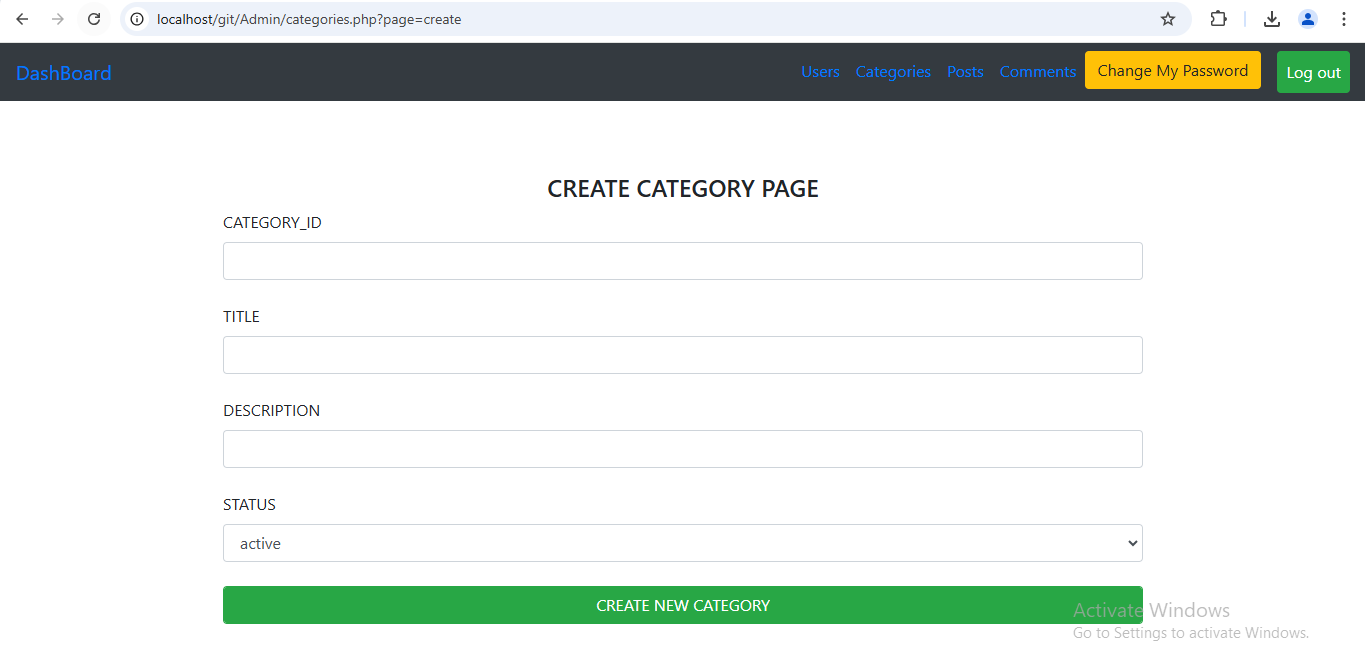 localhost/git/Admin/categories.php?page=create
DashBoard Users Categories Posts Comments Change My Password Log out
CREATE CATEGORY PAGE
CATEGORY_ID
TITLE
DESCRIPTION
STATUS
active
CREATE NEW CATEGORY
Activate Windows
Go to Settings to activate Windows.